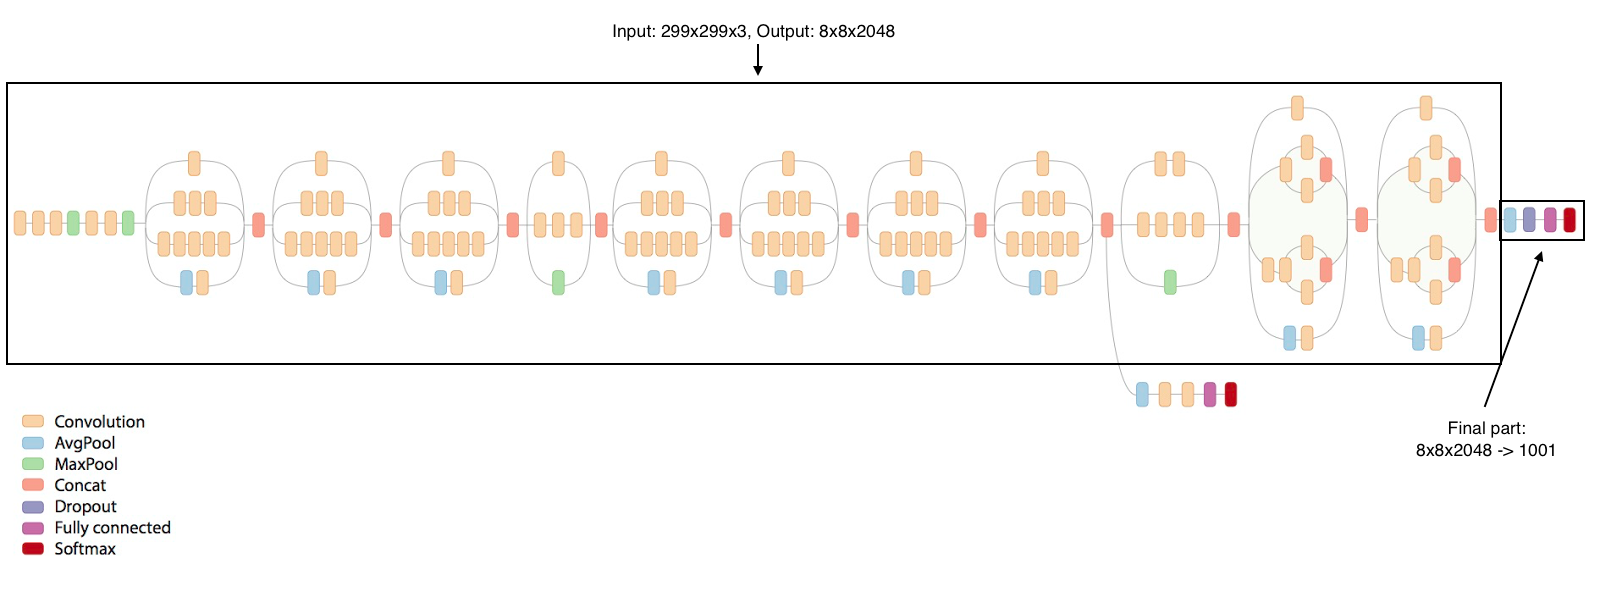 Input: 299x299x3, Output: 8x8x2048
Convolution
AvgPool
MaxPool
Concat
Dropout
Fully connected
Softmax
Final part:
8x8x2048 -> 1001